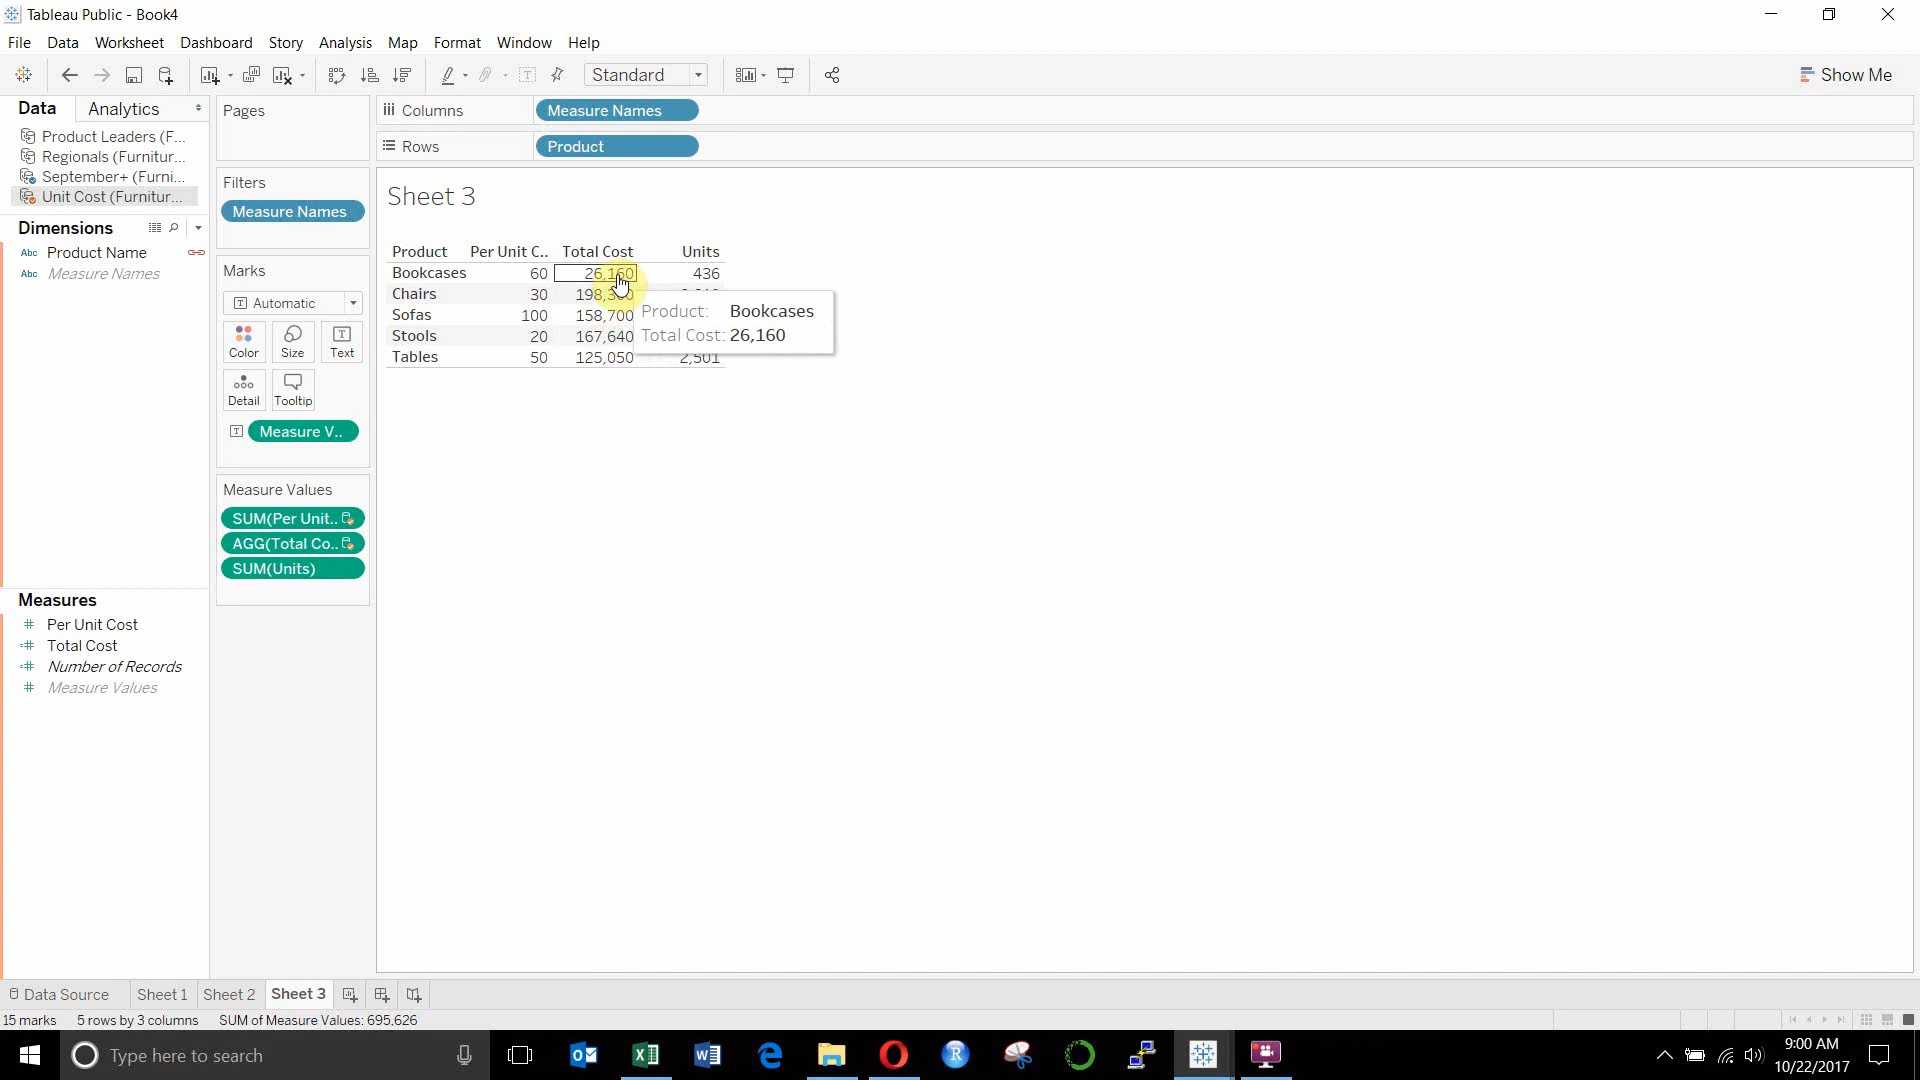 Tableau Public - Book4
File Data Worksheet Dashboard Story Analysis Map Format Window Help
Standard
Show Me
Data Analytics
Product Leaders (F...
Regionals (Furnitur...
September+ (Furni...
Unit Cost (Furnitur...
Dimensions
Abc Product Name
Abc Measure Names
Measures
# Per Unit Cost
=# Total Cost
=# Number of Records
# Measure Values
Pages
Filters
Measure Names
Marks
T Automatic
Color Size Text
Detail Tooltip
Measure V..
Measure Values
SUM(Per Unit..
AGG(Total Co..
SUM(Units)
Columns Measure Names
Rows Product
Sheet 3
Product Per Unit C.. Total Cost Units
Bookcases 60 26,160 436
Chairs 30
Sofas 100 158,700
Stools 20 167,640
Tables 50 125,050 2,501
Product: Bookcases
Total Cost: 26,160
Data Source Sheet 1 Sheet 2 Sheet 3
15 marks 5 rows by 3 columns SUM of Measure Values: 695,626
Type here to search
9:00 AM
10/22/2017